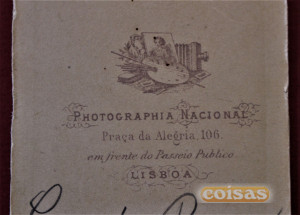 PHOTOGRAPHIA NACIONAL
Praça da Alegria, 106.
em frente do Passeio Publico
LISBOA
coisas